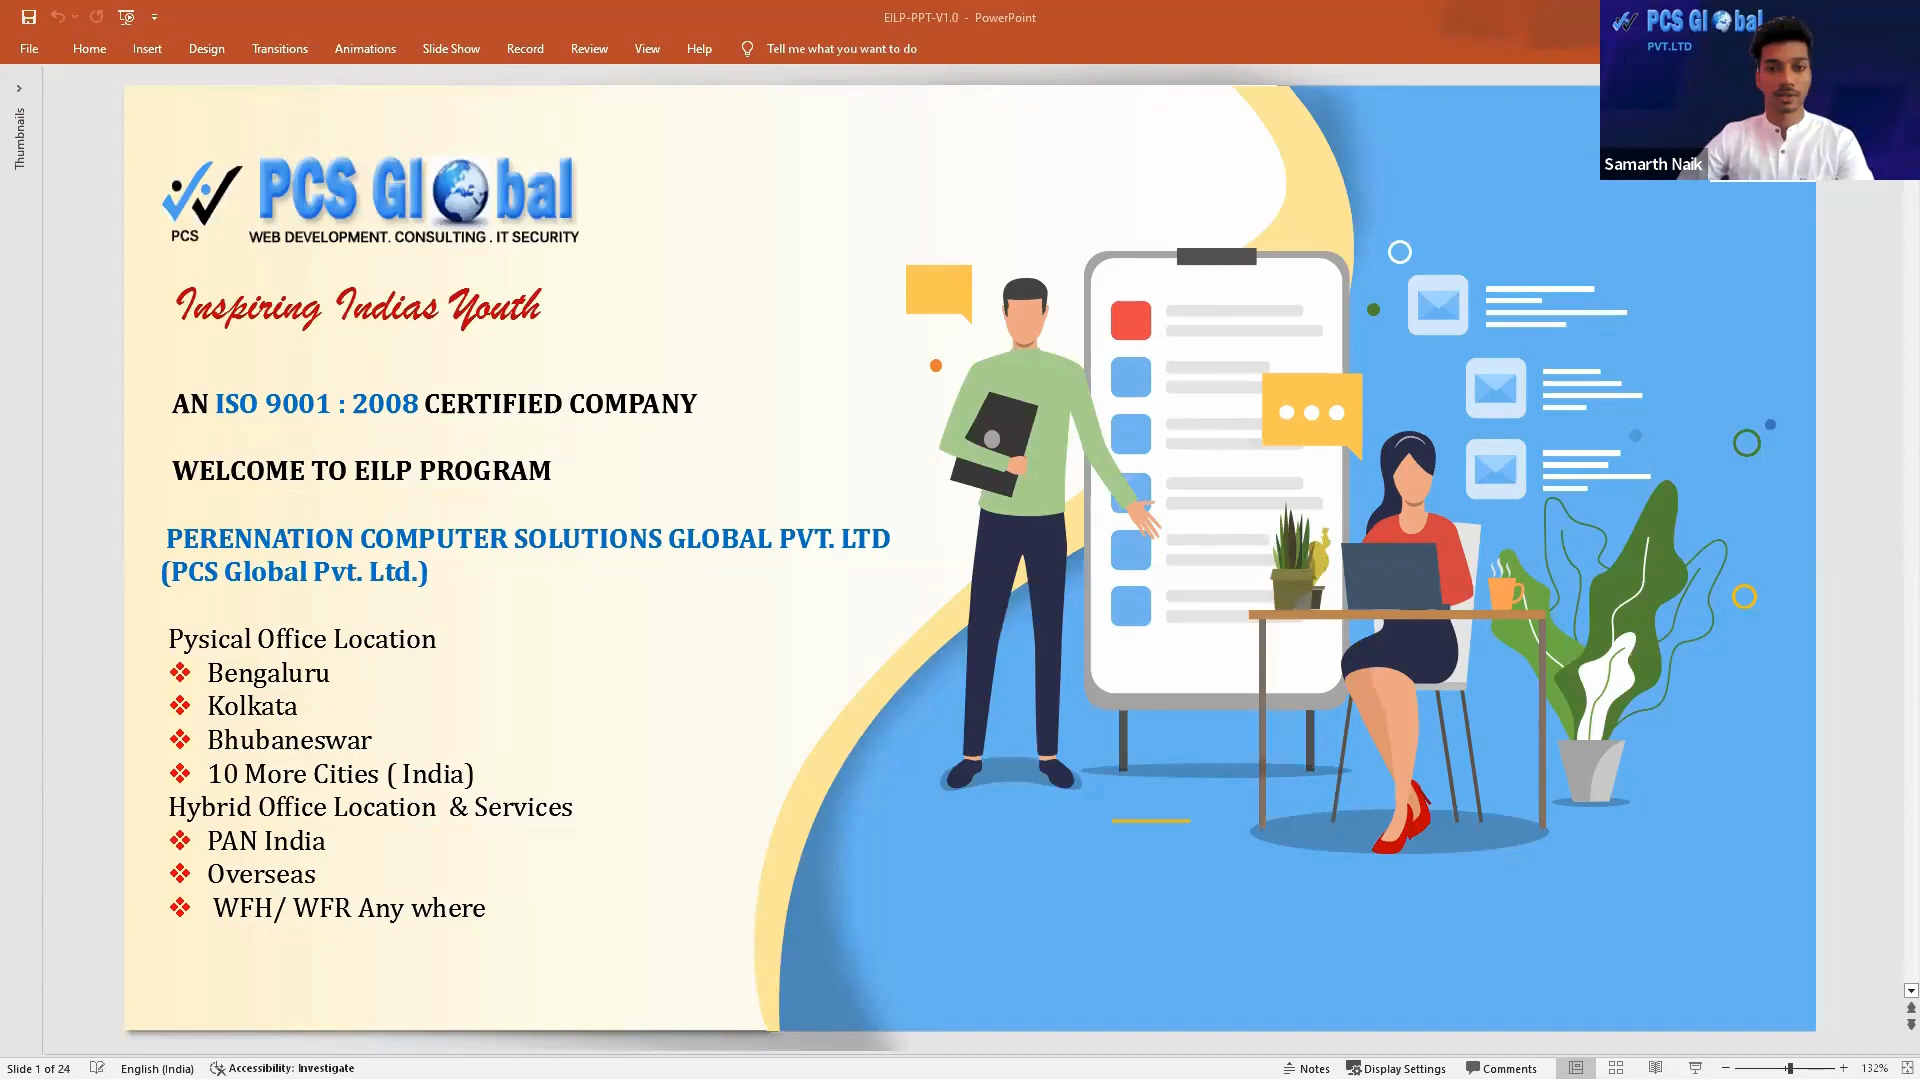 EILP-PPT-V1.0 - PowerPoint
File Home Insert Design Transitions Animations Slide Show Record Review View Help Tell me what you want to do
PCS Global
PVT.LTD
Samarth Naik
Thumbnails
PCS Global
PCS WEB DEVELOPMENT. CONSULTING . IT SECURITY
Inspiring Indias Youth
AN ISO 9001 : 2008 CERTIFIED COMPANY
WELCOME TO EILP PROGRAM
PERENNATION COMPUTER SOLUTIONS GLOBAL PVT. LTD
(PCS Global Pvt. Ltd.)
Pysical Office Location
Bengaluru
Kolkata
Bhubaneswar
10 More Cities ( India)
Hybrid Office Location & Services
PAN India
Overseas
WFH/ WFR Any where
Slide 1 of 24 English (India) Accessibility: Investigate Notes Display Settings Comments 132%